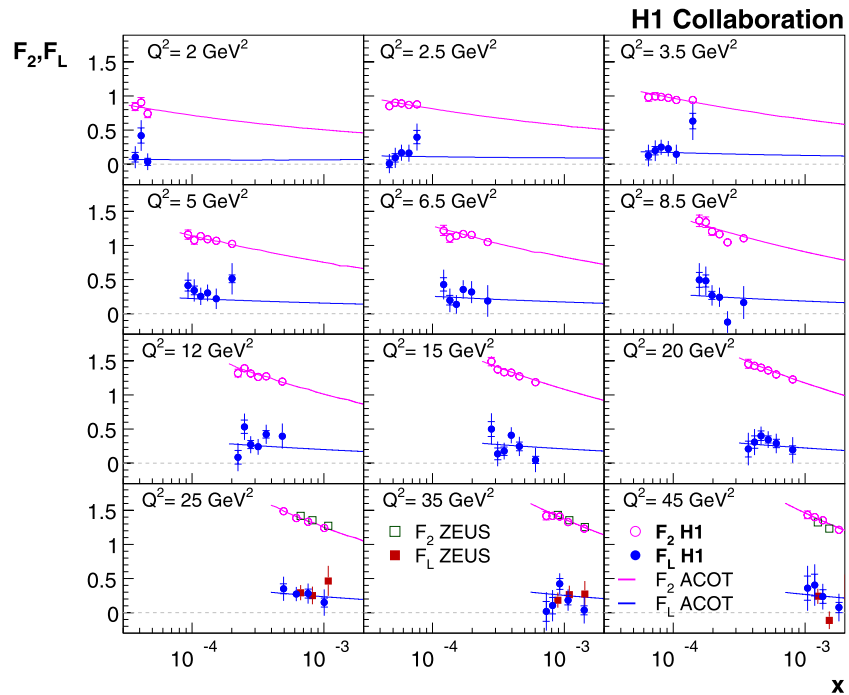 H1 Collaboration
F₂,F_L
Q²= 2 GeV²
Q²= 2.5 GeV²
Q²= 3.5 GeV²
1.5
1
0.5
0
Q²= 5 GeV²
Q²= 6.5 GeV²
Q²= 8.5 GeV²
1.5
1
0.5
0
Q²= 12 GeV²
Q²= 15 GeV²
Q²= 20 GeV²
1.5
1
0.5
0
Q²= 25 GeV²
Q²= 35 GeV²
Q²= 45 GeV²
1.5
1
0.5
0
F₂ ZEUS
F_L ZEUS
F₂ H1
F_L H1
F₂ ACOT
F_L ACOT
10⁻⁴ 10⁻³ 10⁻⁴ 10⁻³ 10⁻⁴ 10⁻³
x